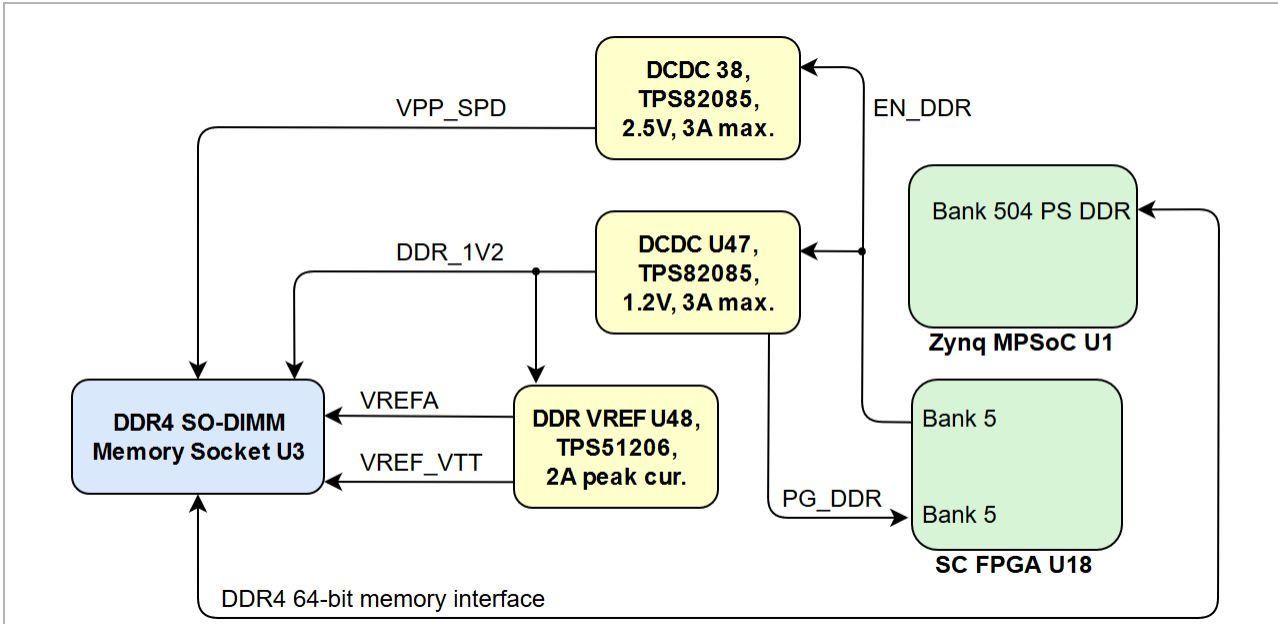 DCDC 38,
TPS82085,
2.5V, 3A max.
VPP_SPD
EN_DDR
Bank 504 PS DDR
Zynq MPSoC U1
DCDC U47,
TPS82085,
1.2V, 3A max.
DDR_1V2
DDR4 SO-DIMM
Memory Socket U3
VREFA
VREF_VTT
DDR VREF U48,
TPS51206,
2A peak cur.
PG_DDR
Bank 5
Bank 5
SC FPGA U18
DDR4 64-bit memory interface